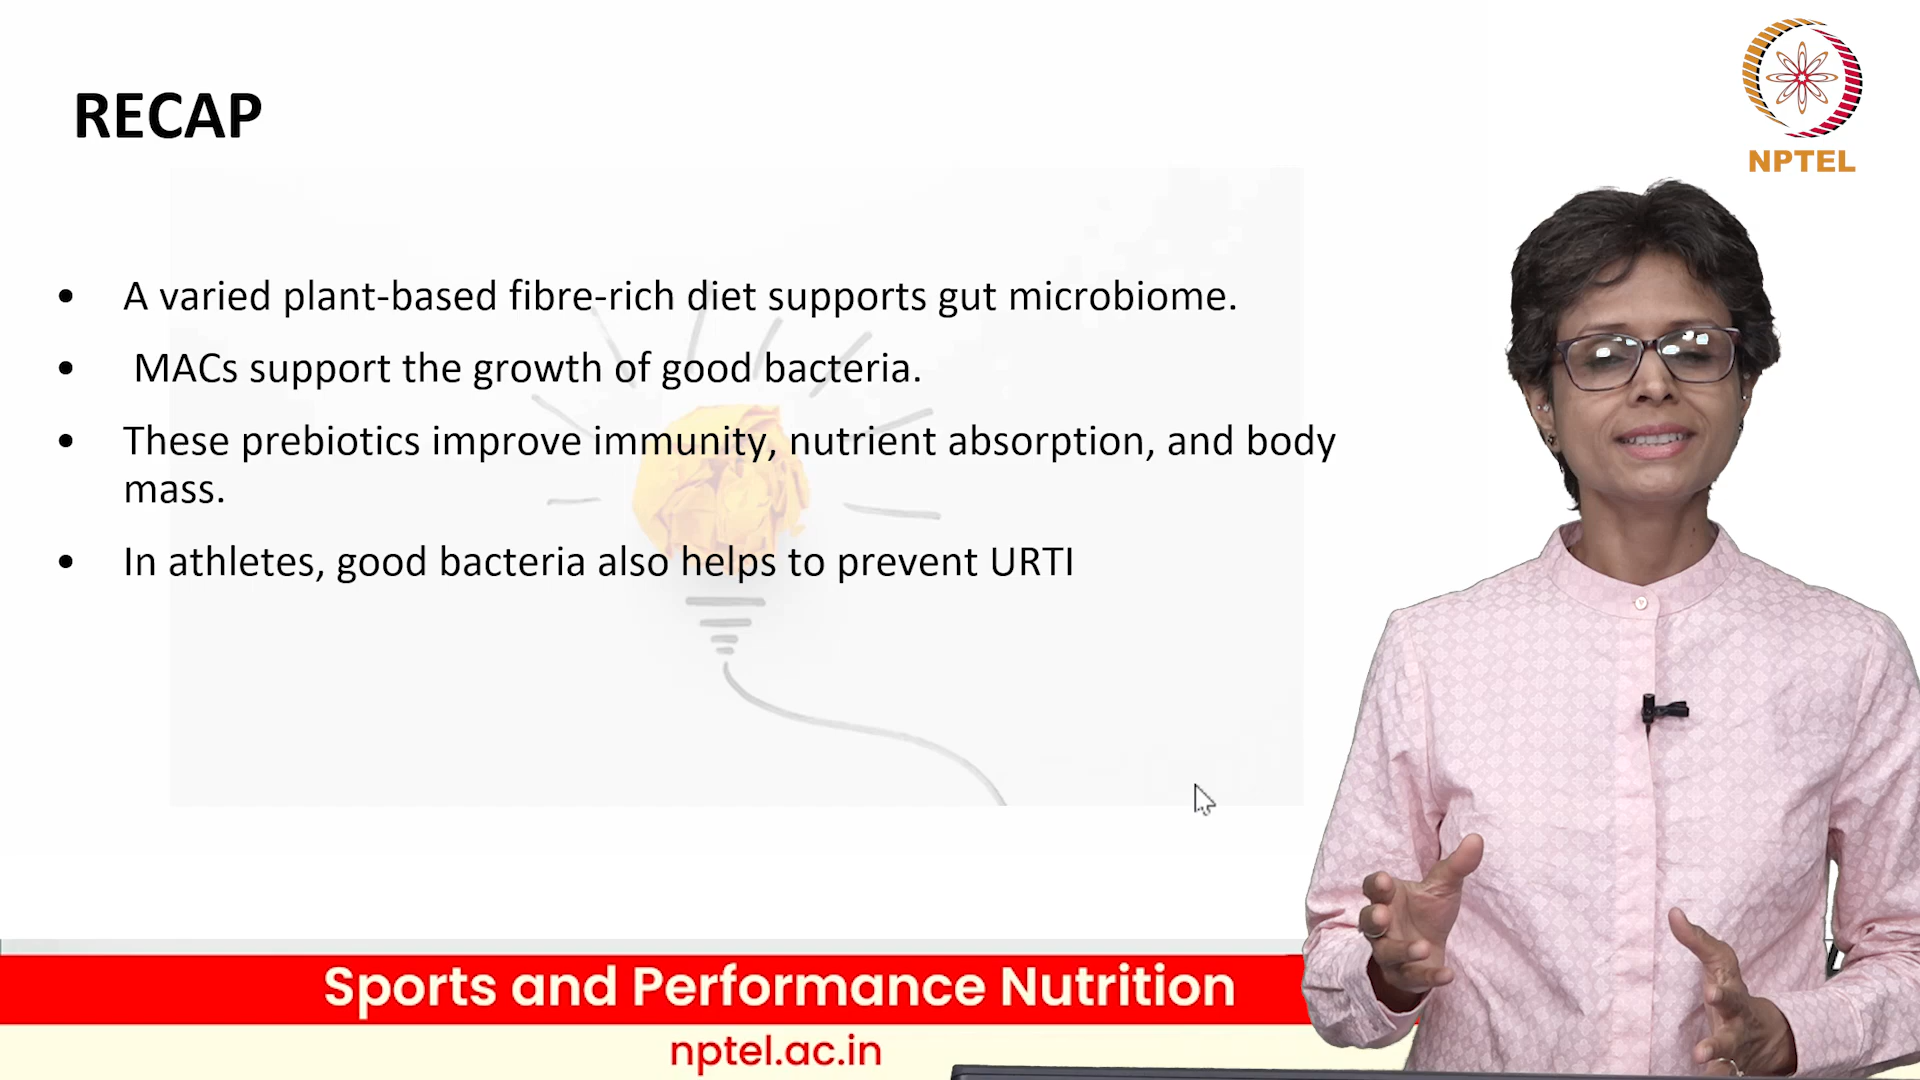 RECAP
NPTEL
• A varied plant-based fibre-rich diet supports gut microbiome.
• MACs support the growth of good bacteria.
• These prebiotics improve immunity, nutrient absorption, and body
mass.
• In athletes, good bacteria also helps to prevent URTI
Sports and Performance Nutrition
nptel.ac.in